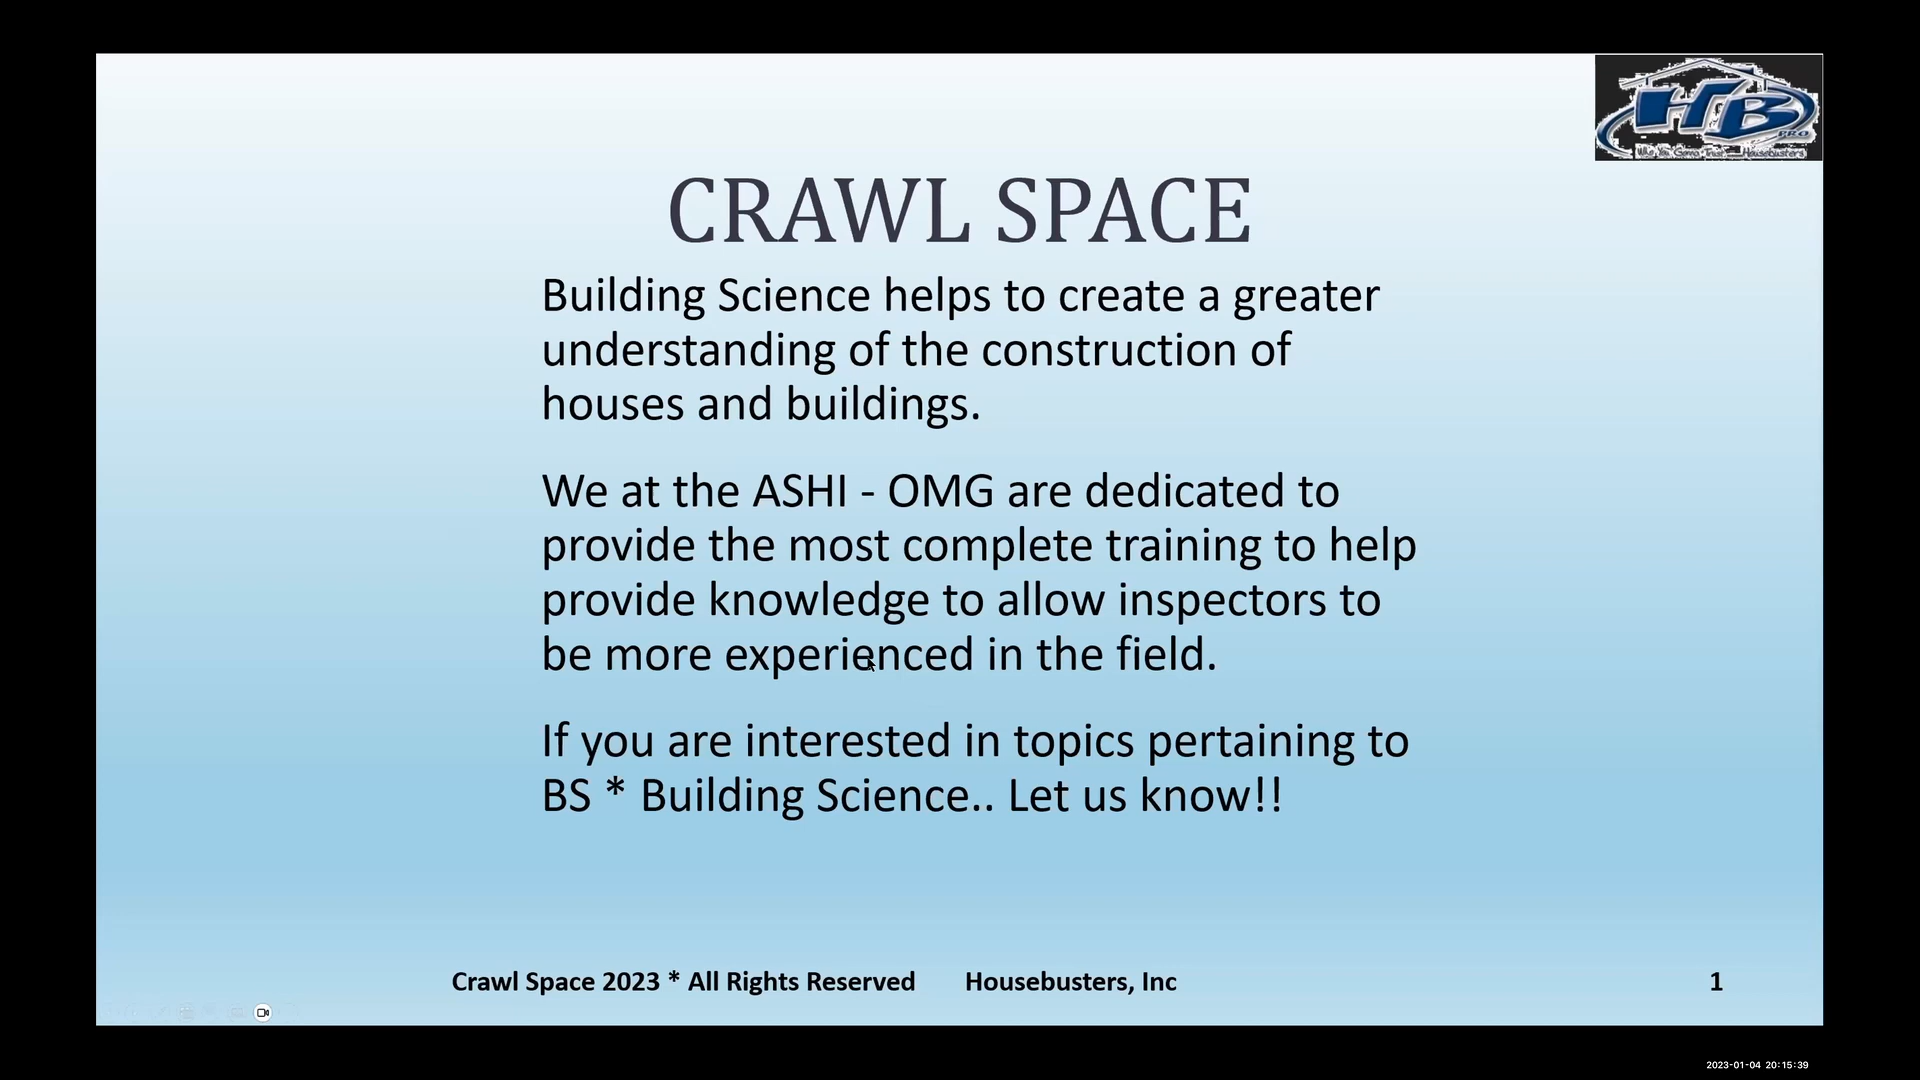 HB
PRO
CRAWL SPACE
Building Science helps to create a greater
understanding of the construction of
houses and buildings.
We at the ASHI - OMG are dedicated to
provide the most complete training to help
provide knowledge to allow inspectors to
be more experienced in the field.
If you are interested in topics pertaining to
BS * Building Science.. Let us know!!
Crawl Space 2023 * All Rights Reserved Housebusters, Inc 1
2023-01-04 20:15:39